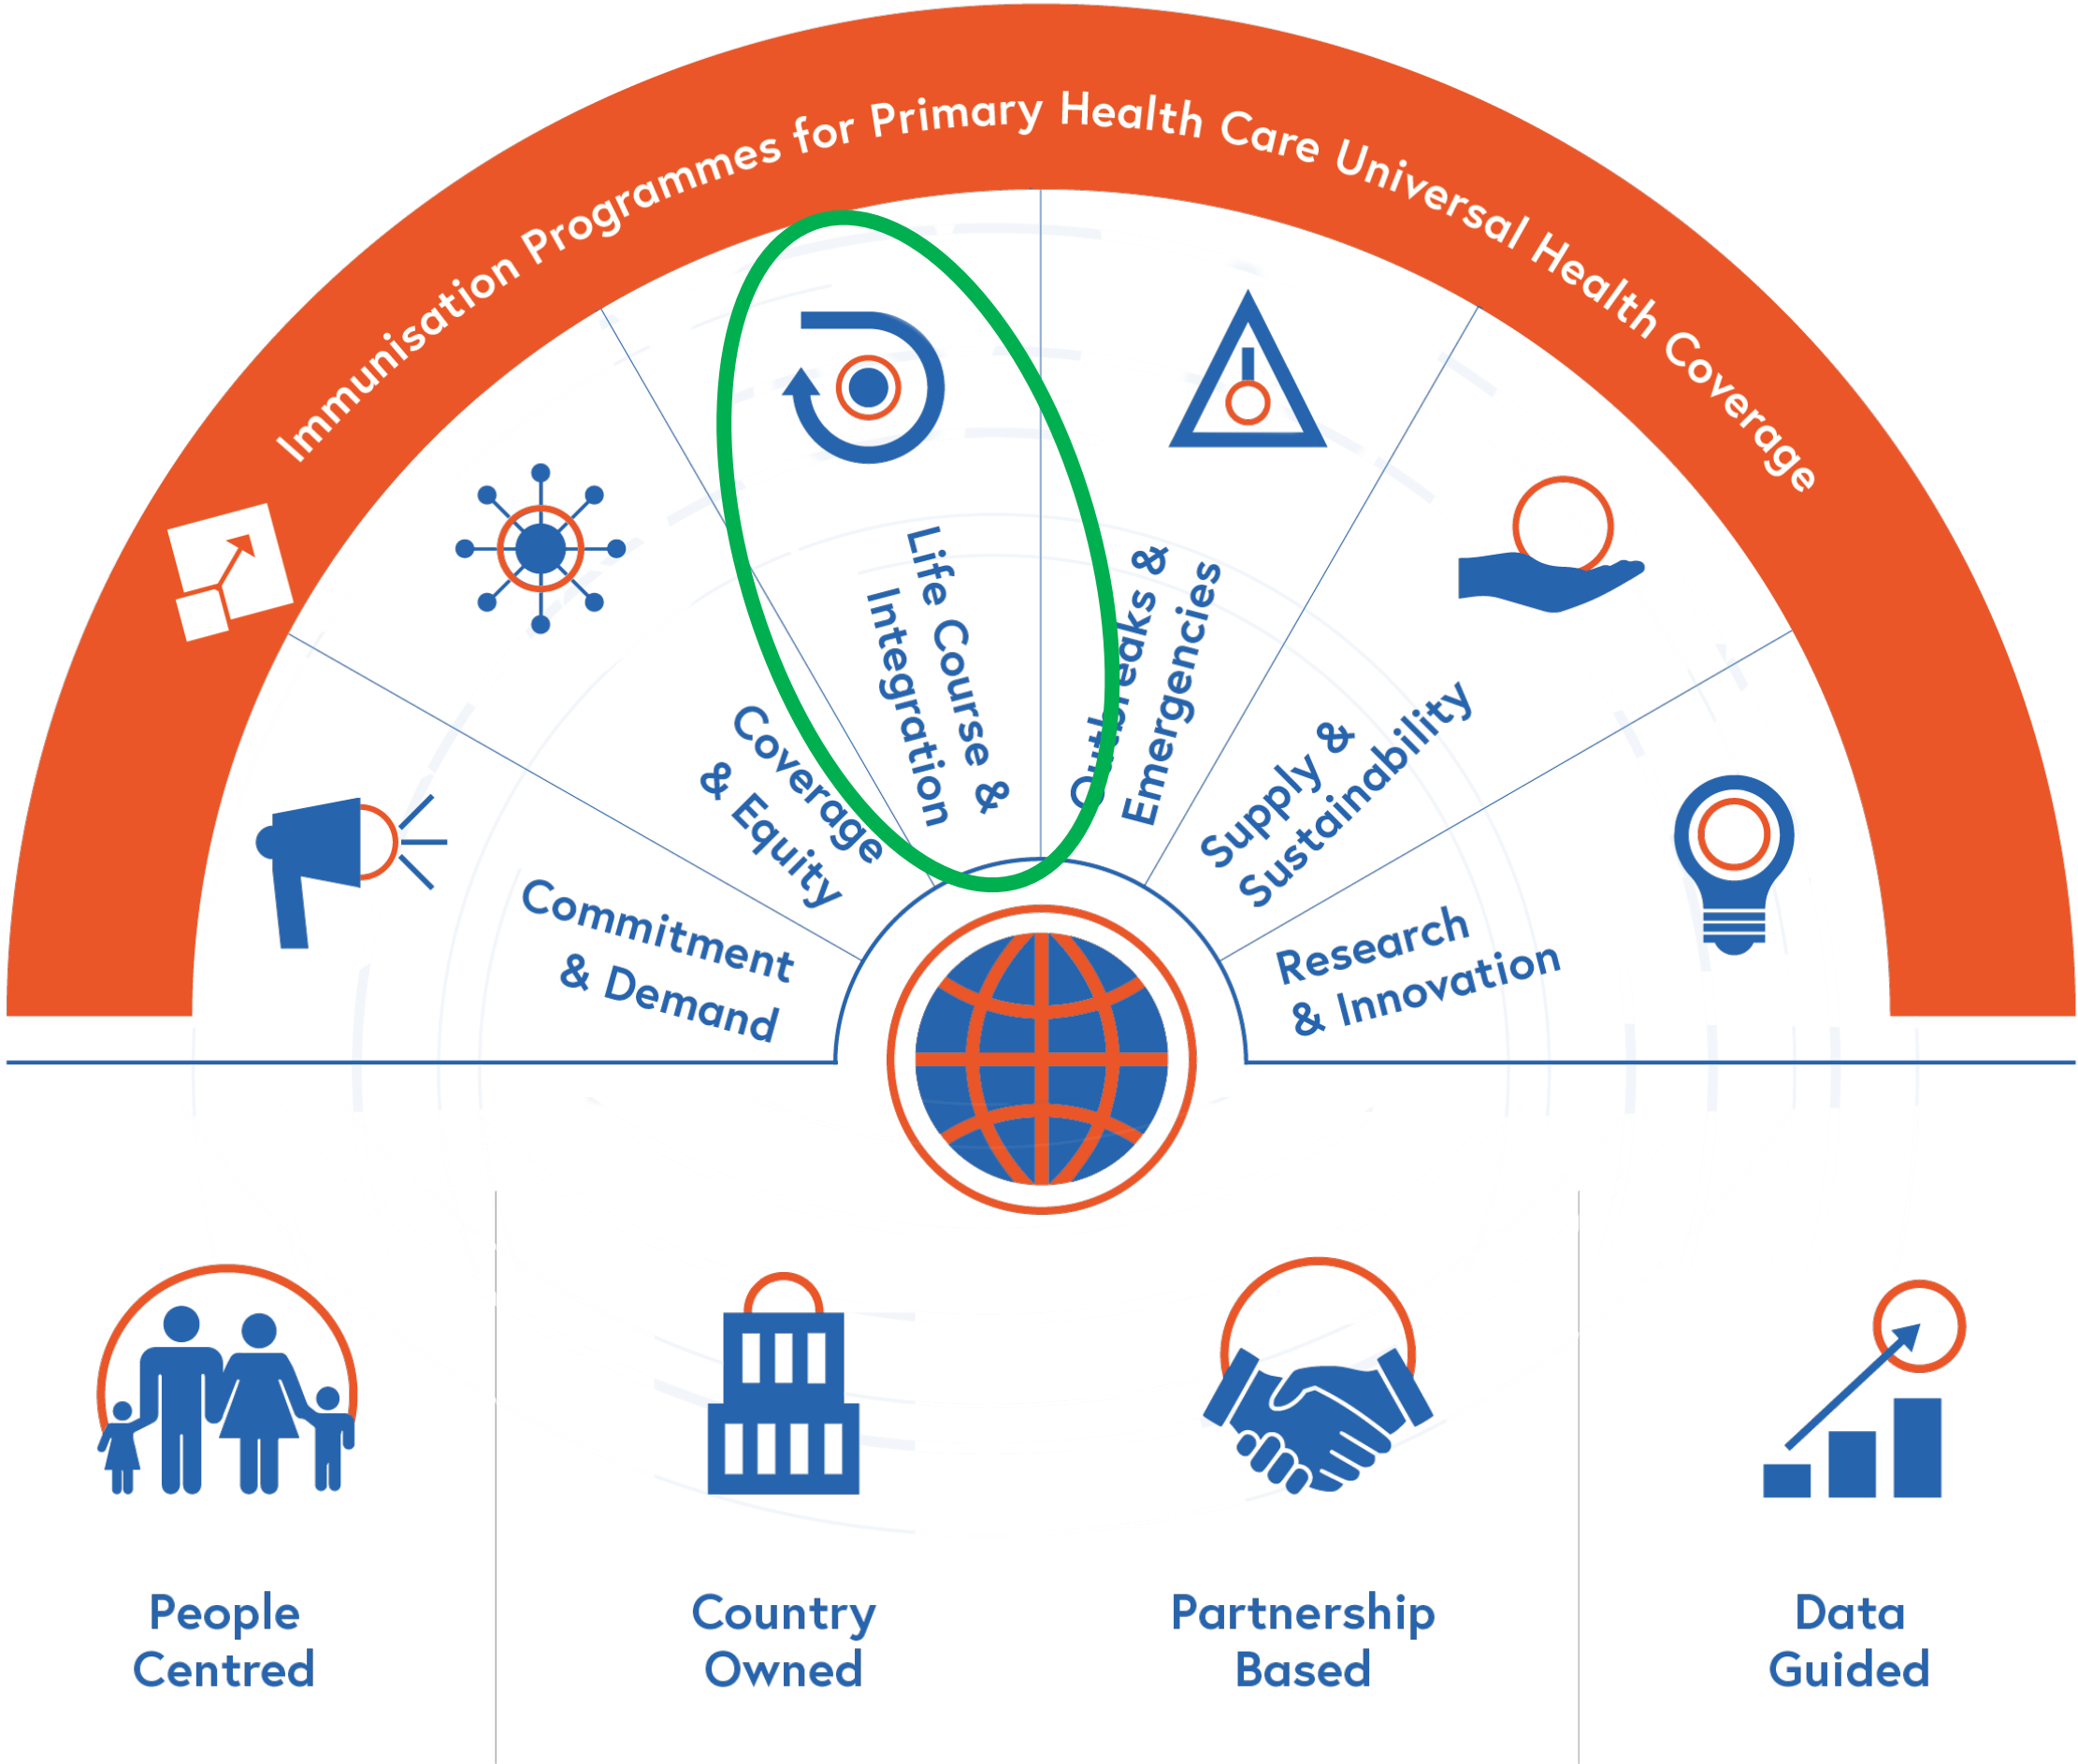 Immunisation Programmes for Primary Health Care Universal Health Coverage
Commitment
& Demand
Coverage
& Equity
Life Course &
Integration
Outbreaks &
Emergencies
Supply &
Sustainability
Research
& Innovation
People
Centred
Country
Owned
Partnership
Based
Data
Guided